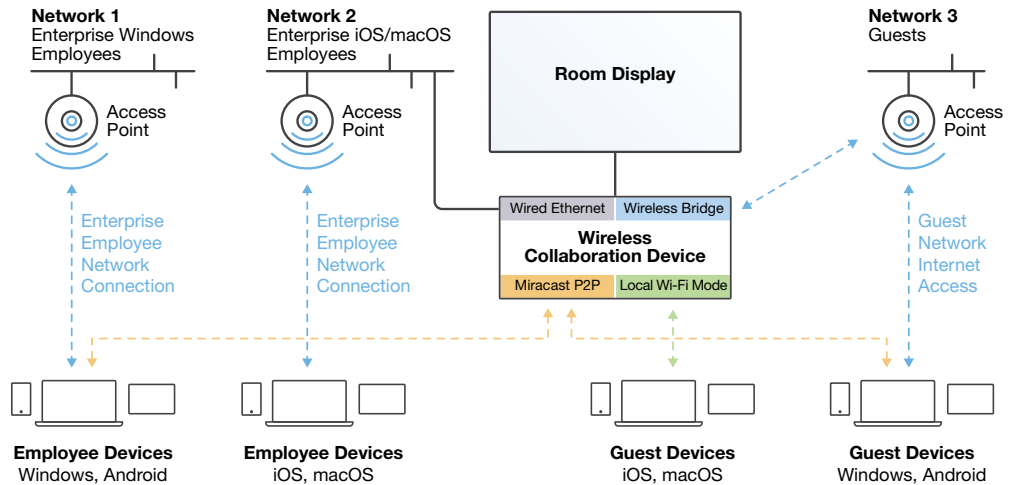 Network 1
Enterprise Windows
Employees
Access
Point
Network 2
Enterprise iOS/macOS
Employees
Access
Point
Room Display
Network 3
Guests
Access
Point
Wired Ethernet
Wireless Bridge
Wireless
Collaboration Device
Miracast P2P
Local Wi-Fi Mode
Enterprise
Employee
Network
Connection
Enterprise
Employee
Network
Connection
Guest
Network
Internet
Access
Employee Devices
Windows, Android
Employee Devices
iOS, macOS
Guest Devices
iOS, macOS
Guest Devices
Windows, Android